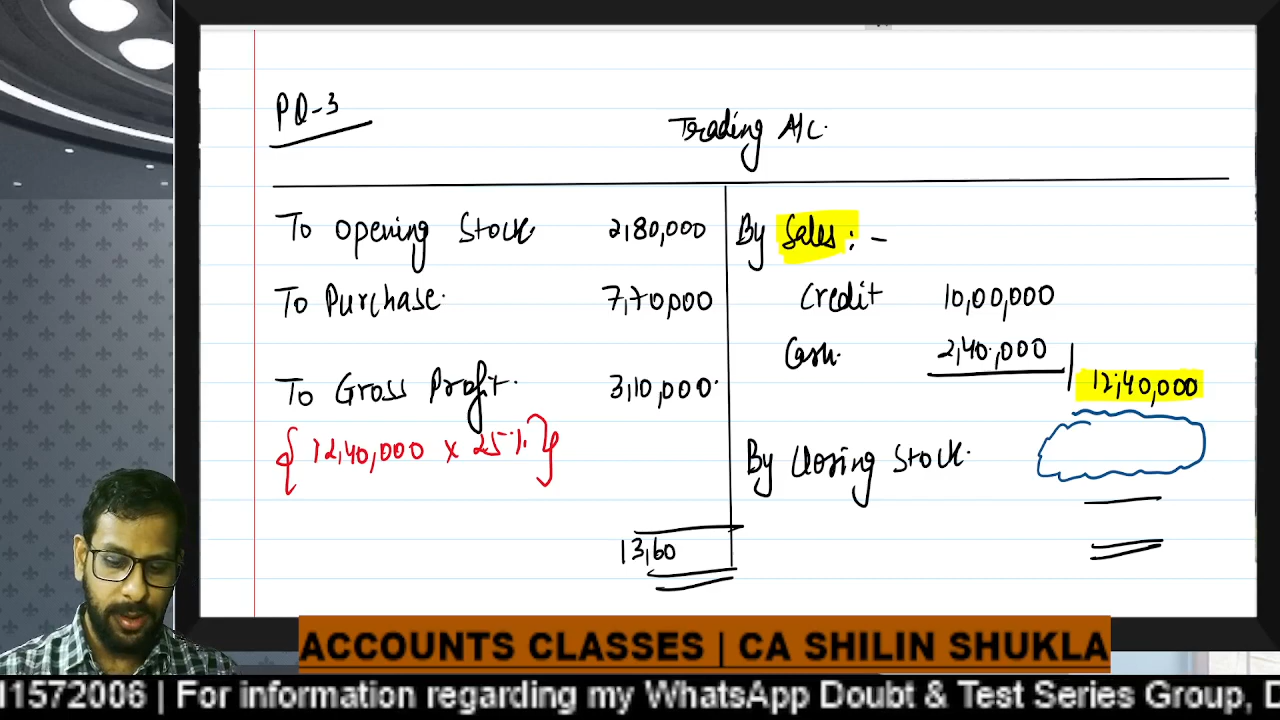 PQ-3
Trading A/C.
To Opening Stock 2,80,000 By Sales: -
To Purchase. 7,70,000 Credit 10,00,000
Cash. 2,40,000
To Gross Profit. 3,10,000 12,40,000
{ 12,40,000 x 25% }
By Closing Stock.
13,60
ACCOUNTS CLASSES | CA SHILIN SHUKLA
11572006 | For information regarding my WhatsApp Doubt & Test Series Group, D